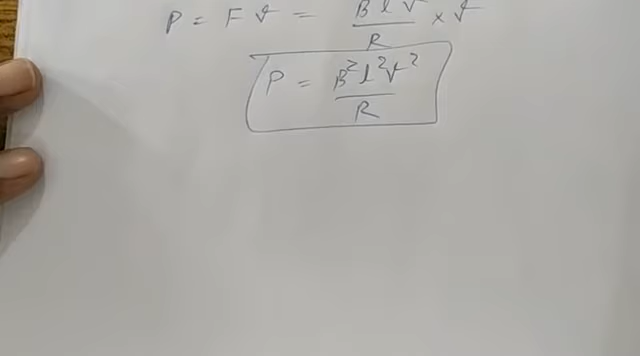 P = F v = B l v / R × v
P = B² l² v² / R